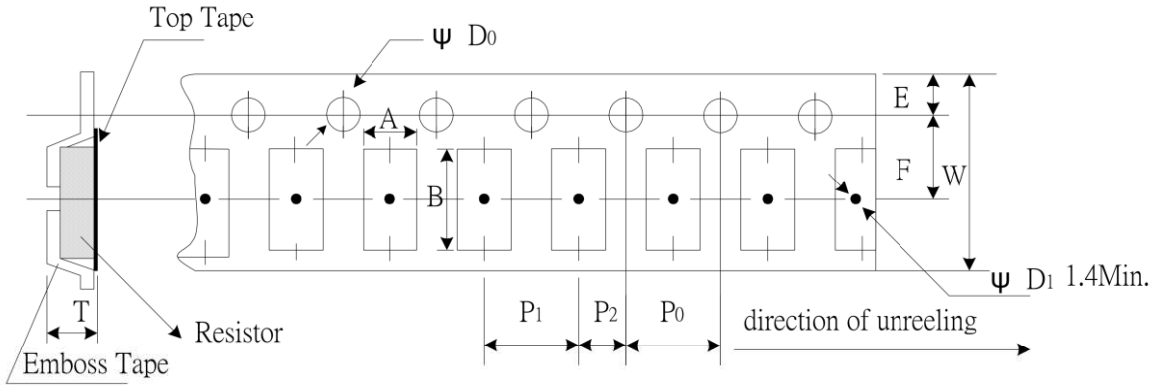 Top Tape
ψ D0
E
A
F
W
B
ψ D1 1.4Min.
T
P1
P2
P0
direction of unreeling
Resistor
Emboss Tape